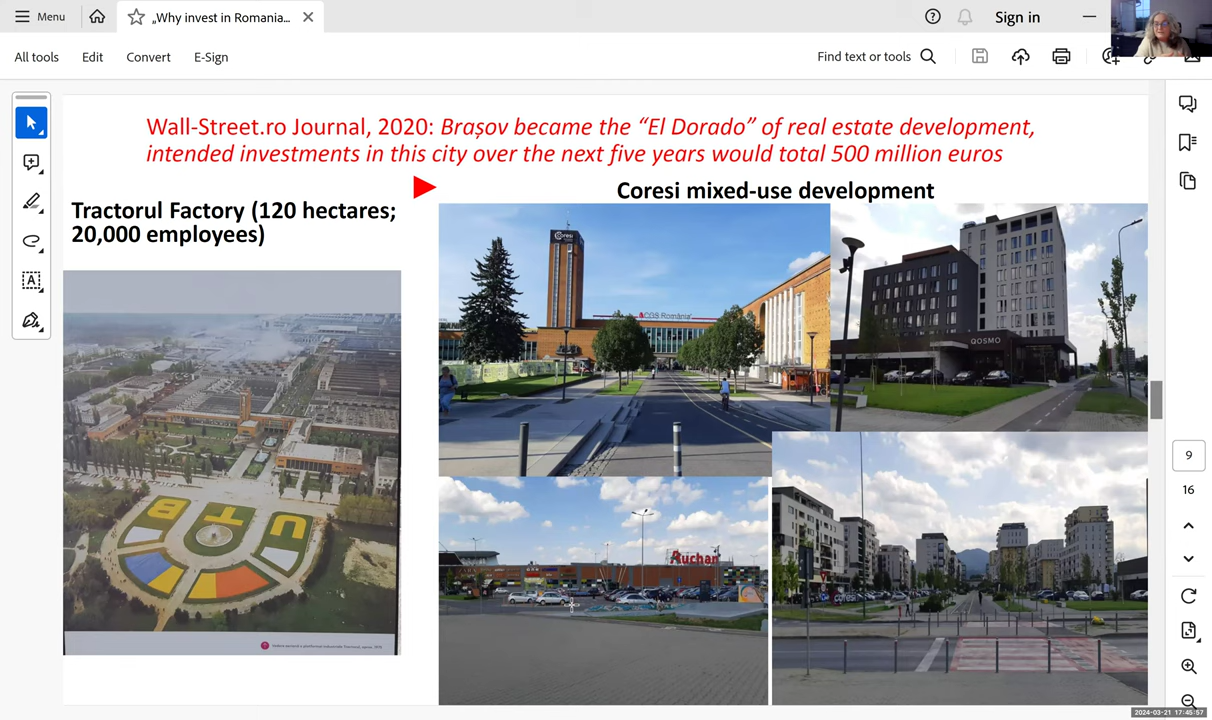 Menu
„Why invest in Romania...
Sign in
All tools
Edit
Convert
E-Sign
Find text or tools
Wall-Street.ro Journal, 2020: Brașov became the “El Dorado” of real estate development,
intended investments in this city over the next five years would total 500 million euros
Coresi mixed-use development
Tractorul Factory (120 hectares;
20,000 employees)
coresi
CGS România
QOSMO
UTB
Auchan
9
16
2024-03-21 17:45:57